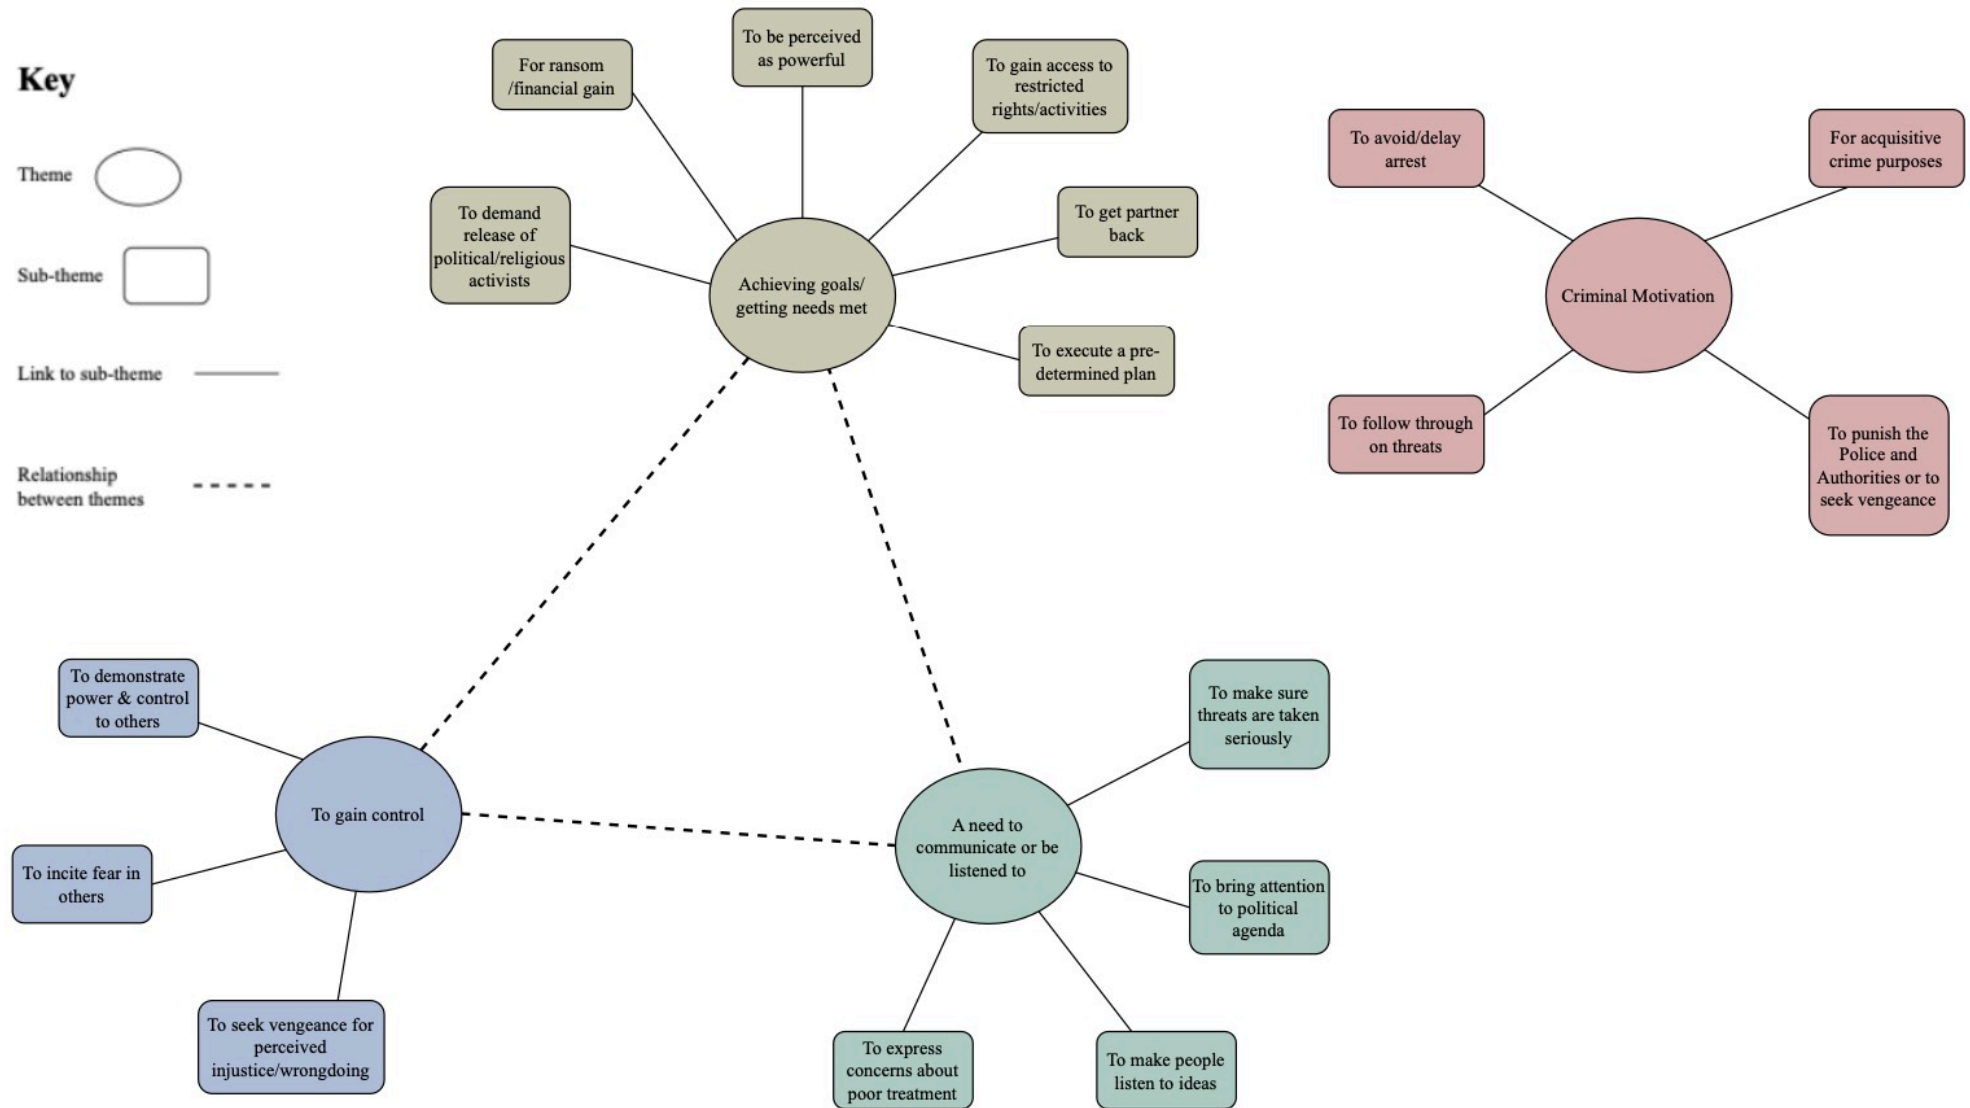 Key
Theme
Sub-theme
Link to sub-theme
Relationship
between themes
For ransom
/financial gain
To be perceived
as powerful
To gain access to
restricted
rights/activities
To demand
release of
political/religious
activists
To get partner
back
Achieving goals/
getting needs met
To execute a pre-
determined plan
To avoid/delay
arrest
For acquisitive
crime purposes
Criminal Motivation
To follow through
on threats
To punish the
Police and
Authorities or to
seek vengeance
To demonstrate
power & control
to others
To gain control
To incite fear in
others
To seek vengeance for
perceived
injustice/wrongdoing
To make sure
threats are taken
seriously
A need to
communicate or be
listened to
To bring attention
to political
agenda
To express
concerns about
poor treatment
To make people
listen to ideas